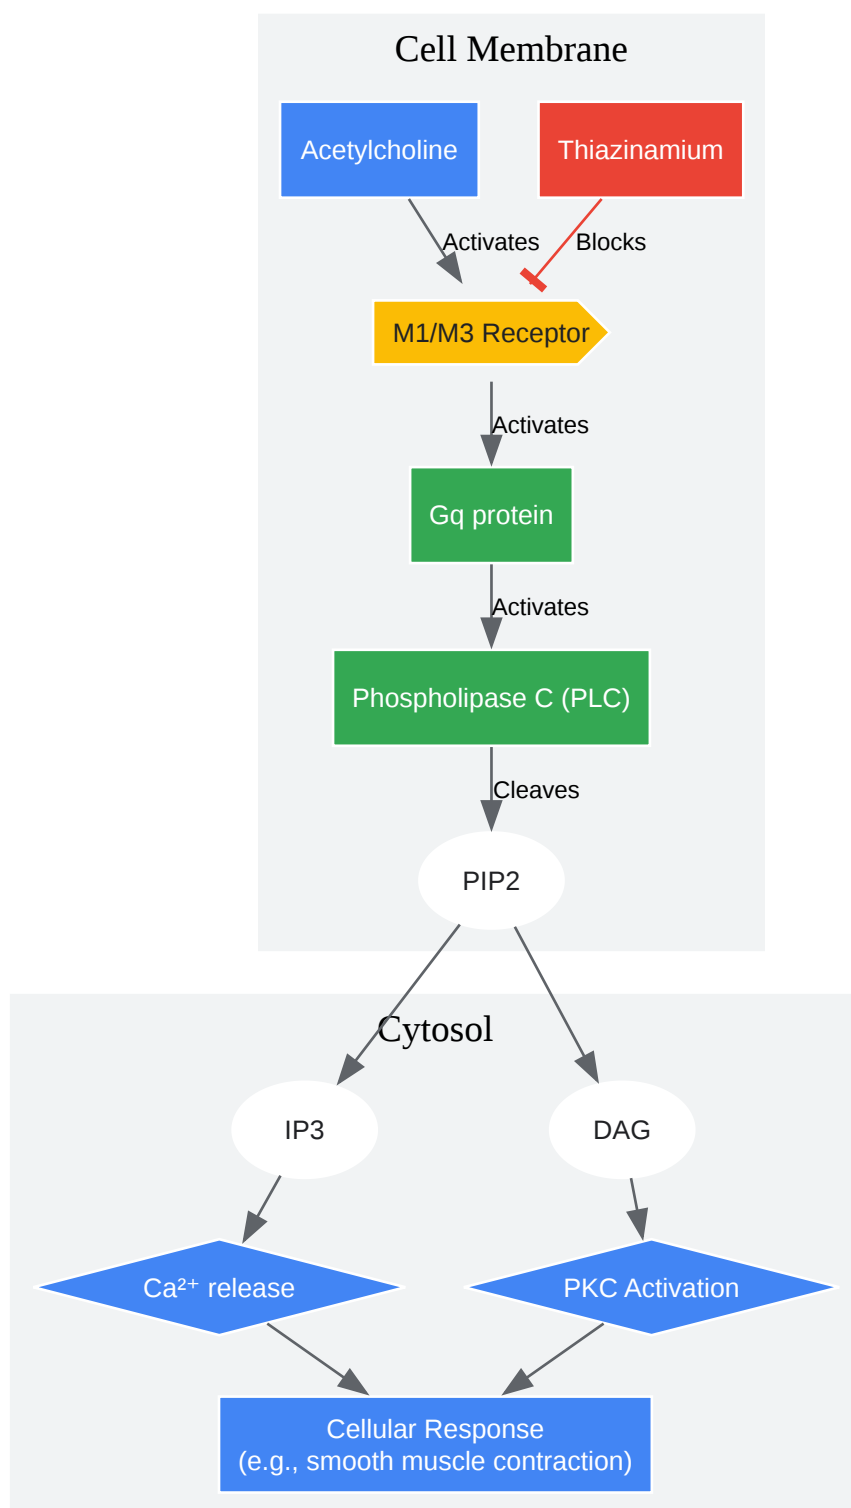 Cell Membrane
Acetylcholine
Thiazinamium
Activates
Blocks
M1/M3 Receptor
Activates
Gq protein
Activates
Phospholipase C (PLC)
Cleaves
PIP2
Cytosol
IP3
DAG
Ca²⁺ release
PKC Activation
Cellular Response
(e.g., smooth muscle contraction)